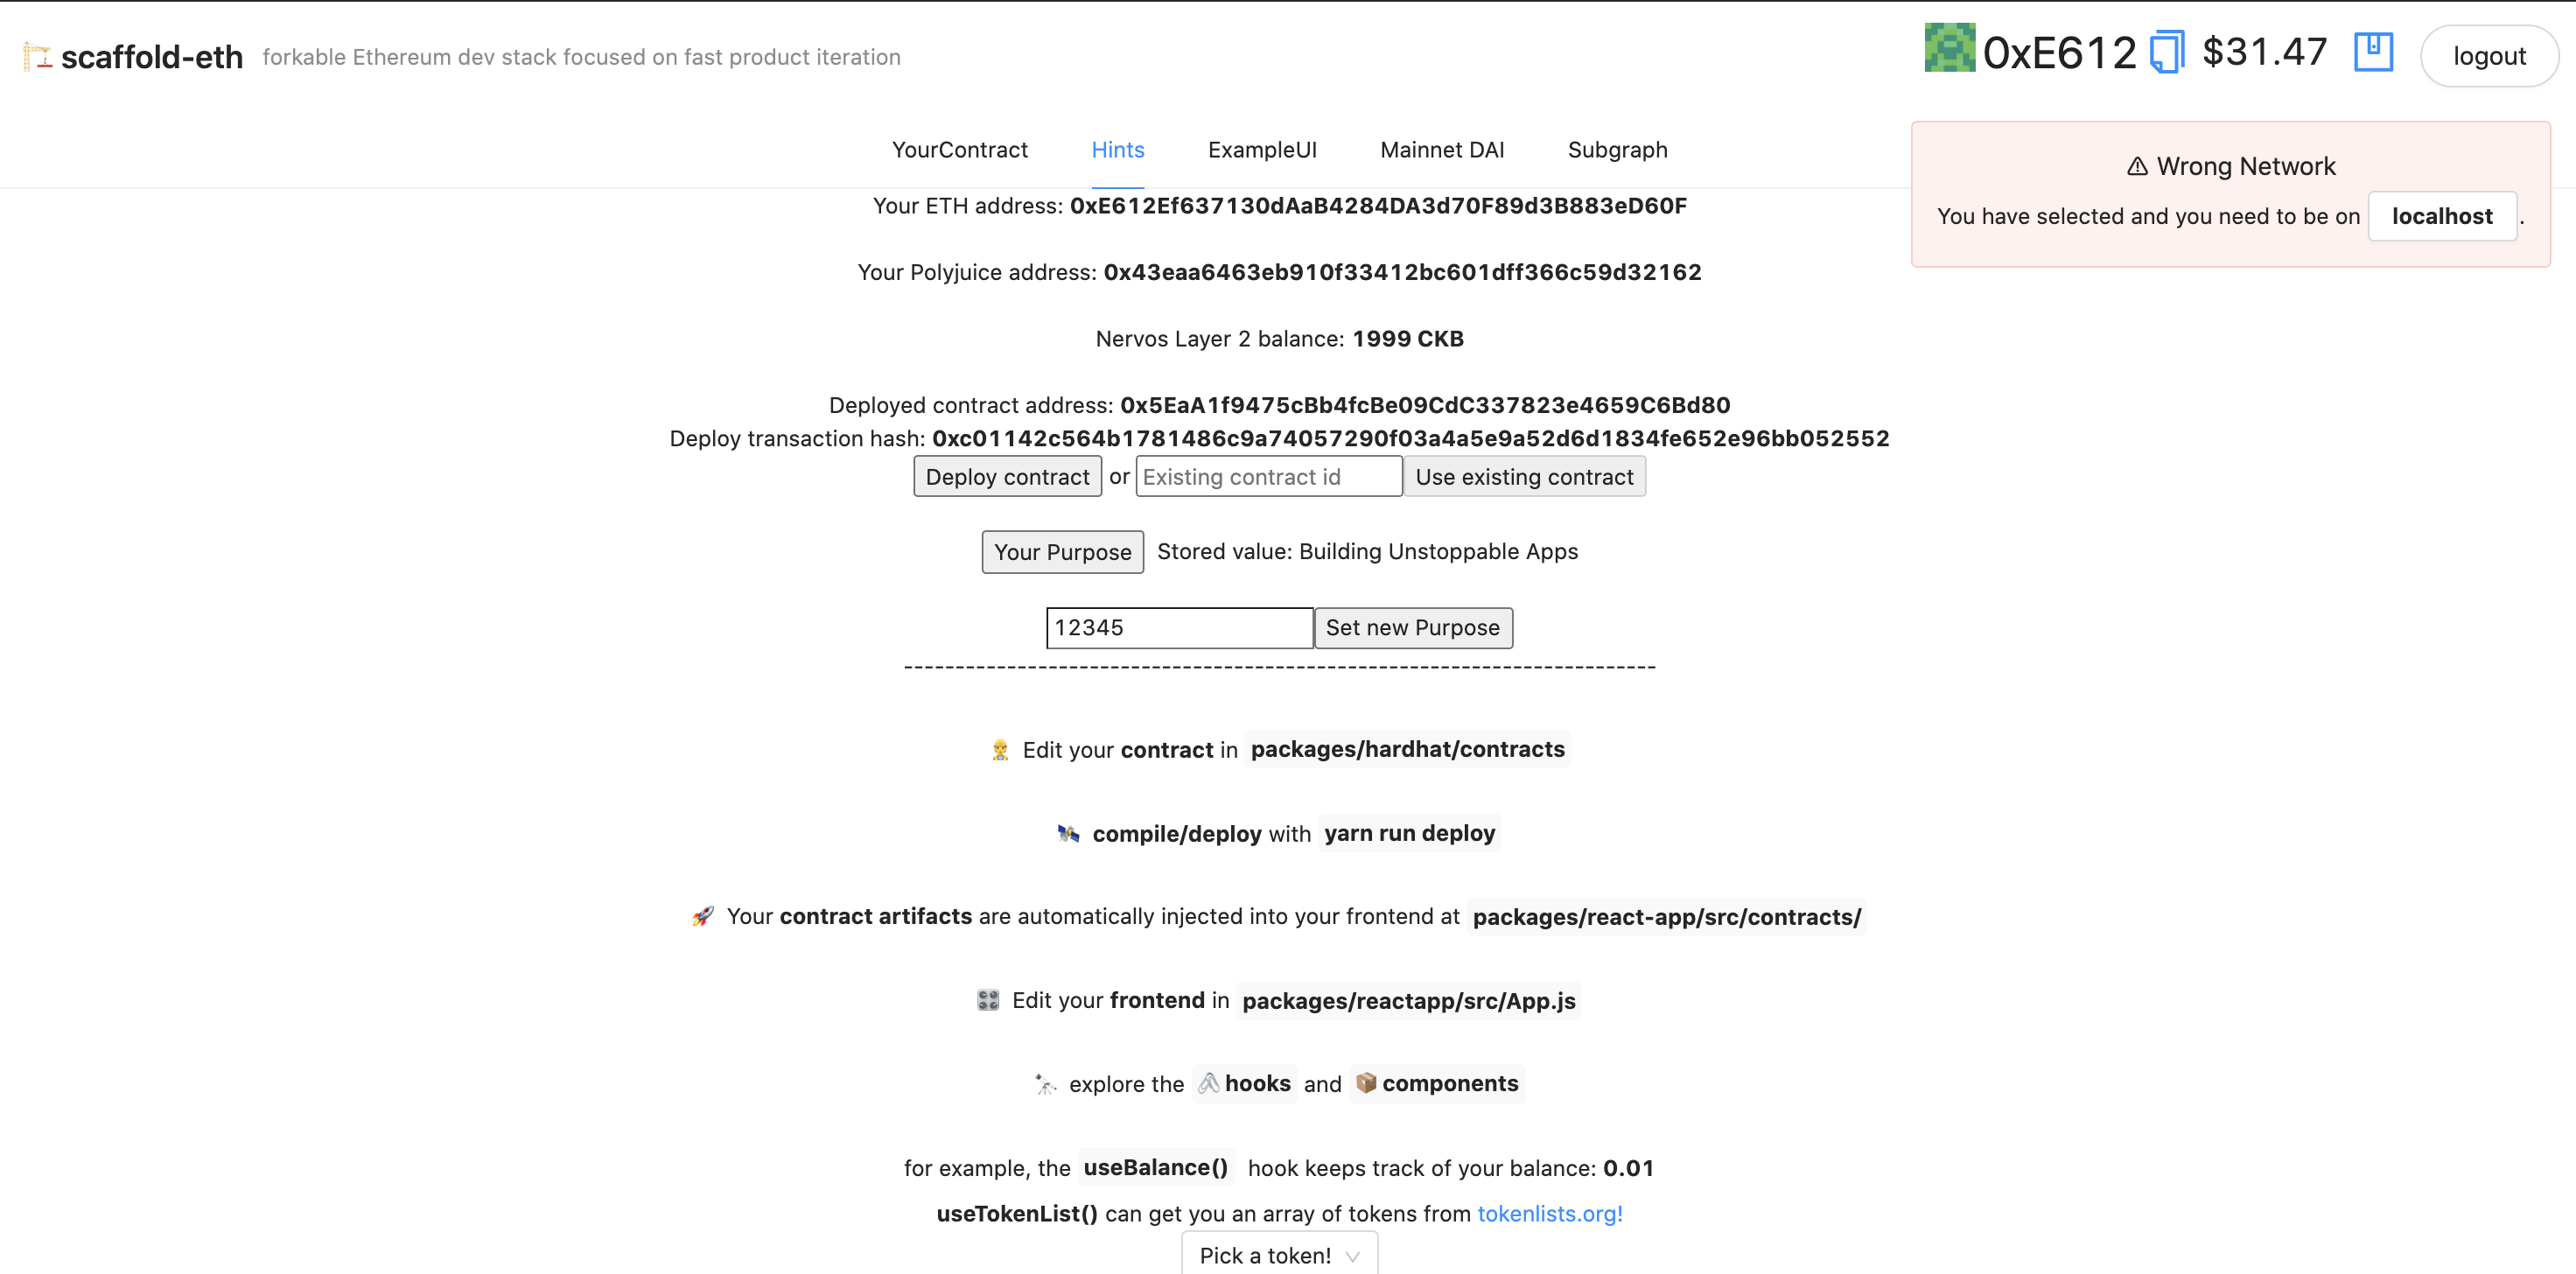 scaffold-eth forkable Ethereum dev stack focused on fast product iteration
0xE612 $31.47 logout
YourContract Hints ExampleUI Mainnet DAI Subgraph
Wrong Network
You have selected and you need to be on localhost .
Your ETH address: 0xE612Ef637130dAaB4284DA3d70F89d3B883eD60F
Your Polyjuice address: 0x43eaa6463eb910f33412bc601dff366c59d32162
Nervos Layer 2 balance: 1999 CKB
Deployed contract address: 0x5EaA1f9475cBb4fcBe09CdC337823e4659C6Bd80
Deploy transaction hash: 0xc01142c564b1781486c9a74057290f03a4a5e9a52d6d1834fe652e96bb052552
Deploy contract or Existing contract id Use existing contract
Your Purpose Stored value: Building Unstoppable Apps
12345 Set new Purpose
-------------------------------------------------------------------------
Edit your contract in packages/hardhat/contracts
compile/deploy with yarn run deploy
Your contract artifacts are automatically injected into your frontend at packages/react-app/src/contracts/
Edit your frontend in packages/reactapp/src/App.js
explore the hooks and components
for example, the useBalance() hook keeps track of your balance: 0.01
useTokenList() can get you an array of tokens from tokenlists.org!
Pick a token!